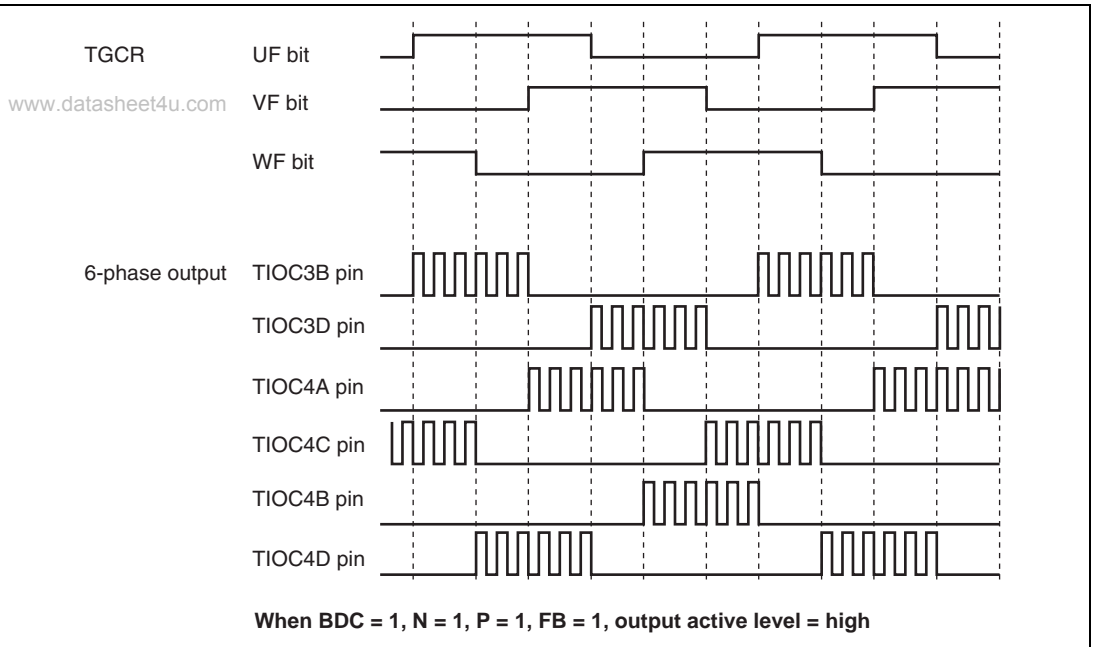 TGCR UF bit
www.datasheet4u.com VF bit
WF bit
6-phase output TIOC3B pin
TIOC3D pin
TIOC4A pin
TIOC4C pin
TIOC4B pin
TIOC4D pin
When BDC = 1, N = 1, P = 1, FB = 1, output active level = high